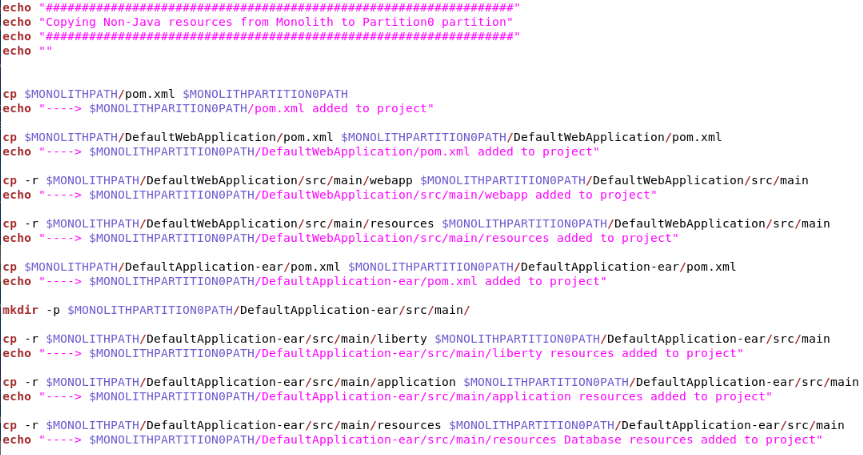 echo "#################################################################"
echo "Copying Non-Java resources from Monolith to Partition0 partition"
echo "#################################################################"
echo ""
cp $MONOLITHPATH/pom.xml $MONOLITHPARTITION0PATH
echo "----> $MONOLITHPARTITION0PATH/pom.xml added to project"
cp $MONOLITHPATH/DefaultWebApplication/pom.xml $MONOLITHPARTITION0PATH/DefaultWebApplication/pom.xml
echo "----> $MONOLITHPARTITION0PATH/DefaultWebApplication/pom.xml added to project"
cp -r $MONOLITHPATH/DefaultWebApplication/src/main/webapp $MONOLITHPARTITION0PATH/DefaultWebApplication/src/main
echo "----> $MONOLITHPARTITION0PATH/DefaultWebApplication/src/main/webapp added to project"
cp -r $MONOLITHPATH/DefaultWebApplication/src/main/resources $MONOLITHPARTITION0PATH/DefaultWebApplication/src/main
echo "----> $MONOLITHPARTITION0PATH/DefaultWebApplication/src/main/resources added to project"
cp $MONOLITHPATH/DefaultApplication-ear/pom.xml $MONOLITHPARTITION0PATH/DefaultApplication-ear/pom.xml
echo "----> $MONOLITHPARTITION0PATH/DefaultApplication-ear/pom.xml added to project"
mkdir -p $MONOLITHPARTITION0PATH/DefaultApplication-ear/src/main/
cp -r $MONOLITHPATH/DefaultApplication-ear/src/main/liberty $MONOLITHPARTITION0PATH/DefaultApplication-ear/src/main
echo "----> $MONOLITHPARTITION0PATH/DefaultApplication-ear/src/main/liberty resources added to project"
cp -r $MONOLITHPATH/DefaultApplication-ear/src/main/application $MONOLITHPARTITION0PATH/DefaultApplication-ear/src/main
echo "----> $MONOLITHPARTITION0PATH/DefaultApplication-ear/src/main/application resources added to project"
cp -r $MONOLITHPATH/DefaultApplication-ear/src/main/resources $MONOLITHPARTITION0PATH/DefaultApplication-ear/src/main
echo "----> $MONOLITHPARTITION0PATH/DefaultApplication-ear/src/main/resources Database resources added to project"